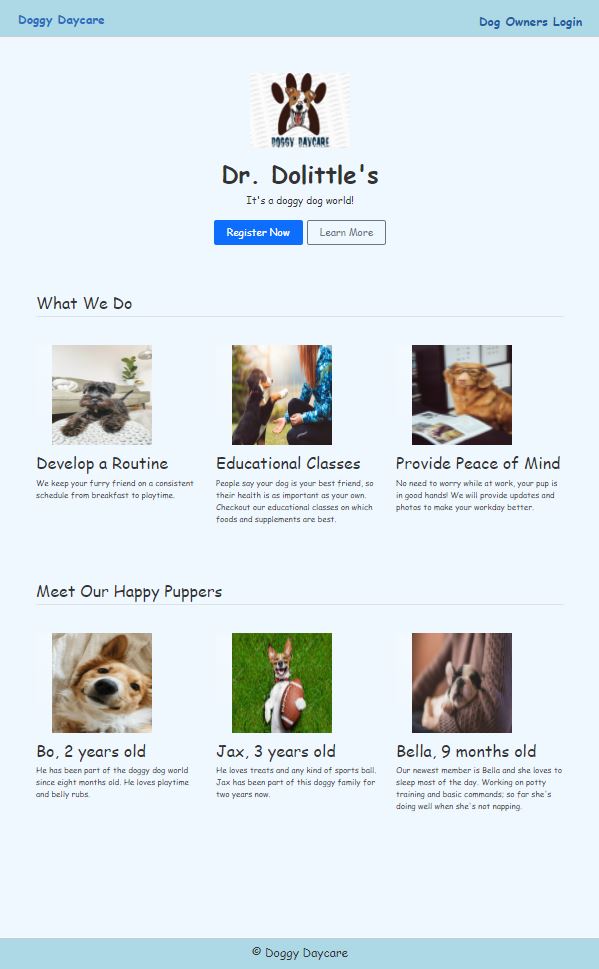 Doggy Daycare
Dog Owners Login
DOGGY DAYCARE
Dr. Dolittle's
It's a doggy dog world!
Register Now
Learn More
What We Do
Develop a Routine
We keep your furry friend on a consistent
schedule from breakfast to playtime.
Educational Classes
People say your dog is your best friend, so
their health is as important as your own.
Checkout our educational classes on which
foods and supplements are best.
Provide Peace of Mind
No need to worry while at work, your pup is
in good hands! We will provide updates and
photos to make your workday better.
Meet Our Happy Puppers
Bo, 2 years old
He has been part of the doggy dog world
since eight months old. He loves playtime
and belly rubs.
Jax, 3 years old
He loves treats and any kind of sports ball.
Jax has been part of this doggy family for
two years now.
Bella, 9 months old
Our newest member is Bella and she loves to
sleep most of the day. Working on potty
training and basic commands; so far she's
doing well when she's not napping.
© Doggy Daycare